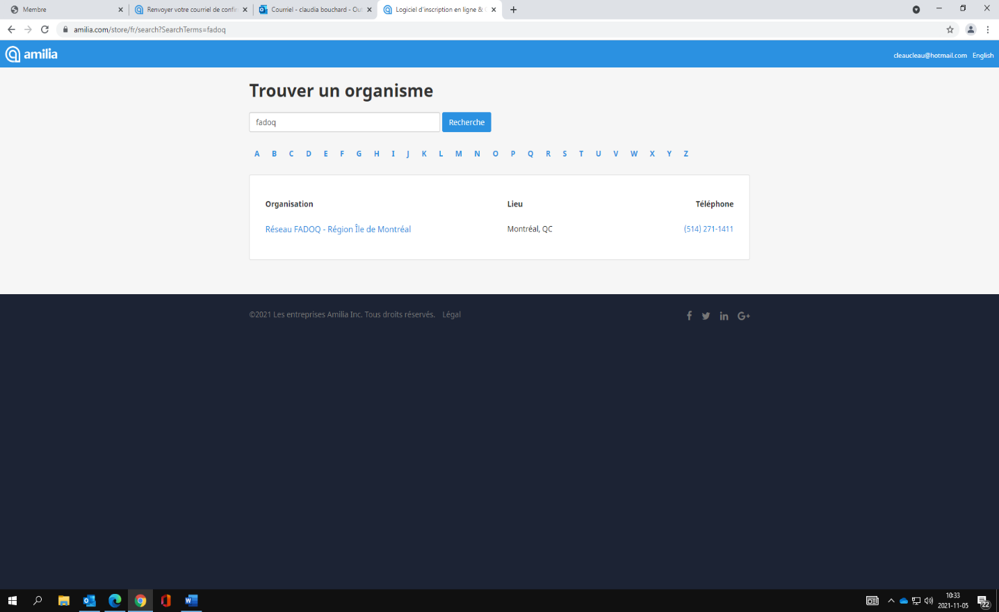 Membre
Renvoyer votre courriel de confir
Courriel - claudia bouchard - Out
Logiciel d'inscription en ligne &
amilia.com/store/fr/search?SearchTerms=fadoq
amilia
cleaucleau@hotmail.com English
Trouver un organisme
fadoq
Recherche
A B C D E F G H I J K L M N O P Q R S T U V W X Y Z
Organisation Lieu Téléphone
Réseau FADOQ - Région Île de Montréal Montréal, QC (514) 271-1411
©2021 Les entreprises Amilia Inc. Tous droits réservés. Légal
10:33
2021-11-05
22